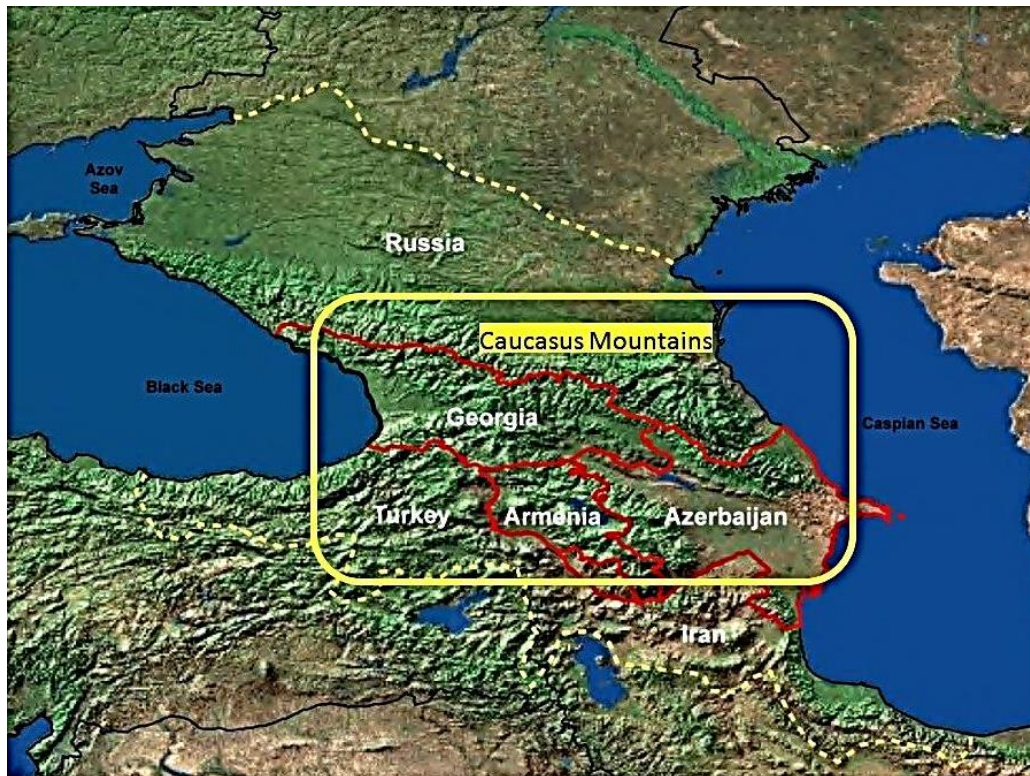 Azov
Sea
Russia
Caucasus Mountains
Black Sea
Georgia
Caspian Sea
Turkey
Armenia
Azerbaijan
Iran